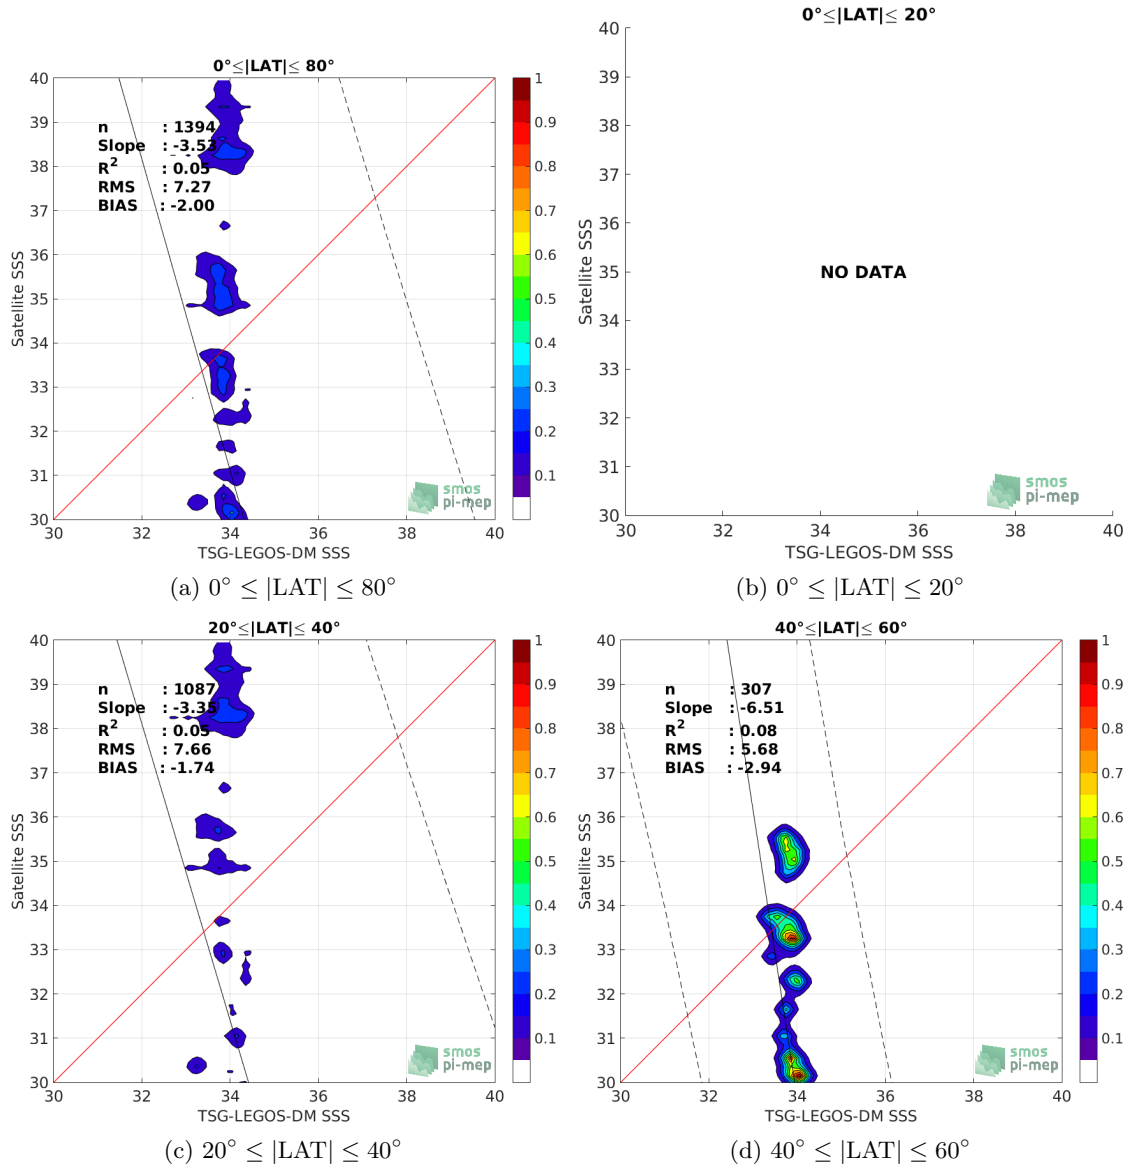 0°≤|LAT|≤ 80°
40
39
38
37
36
35
34
33
32
31
30
Satellite SSS
n : 1394
Slope : -3.53
R2 : 0.05
RMS : 7.27
BIAS : -2.00
smos
pi-mep
30 32 34 36 38 40
TSG-LEGOS-DM SSS
1
0.9
0.8
0.7
0.6
0.5
0.4
0.3
0.2
0.1
(a) 0° ≤ |LAT| ≤ 80°
0°≤|LAT|≤ 20°
40
39
38
37
36
35
34
33
32
31
30
Satellite SSS
NO DATA
smos
pi-mep
30 32 34 36 38 40
TSG-LEGOS-DM SSS
(b) 0° ≤ |LAT| ≤ 20°
20°≤|LAT|≤ 40°
40
39
38
37
36
35
34
33
32
31
30
Satellite SSS
n : 1087
Slope : -3.35
R2 : 0.05
RMS : 7.66
BIAS : -1.74
smos
pi-mep
30 32 34 36 38 40
TSG-LEGOS-DM SSS
1
0.9
0.8
0.7
0.6
0.5
0.4
0.3
0.2
0.1
(c) 20° ≤ |LAT| ≤ 40°
40°≤|LAT|≤ 60°
40
39
38
37
36
35
34
33
32
31
30
Satellite SSS
n : 307
Slope : -6.51
R2 : 0.08
RMS : 5.68
BIAS : -2.94
smos
pi-mep
30 32 34 36 38 40
TSG-LEGOS-DM SSS
1
0.9
0.8
0.7
0.6
0.5
0.4
0.3
0.2
0.1
(d) 40° ≤ |LAT| ≤ 60°